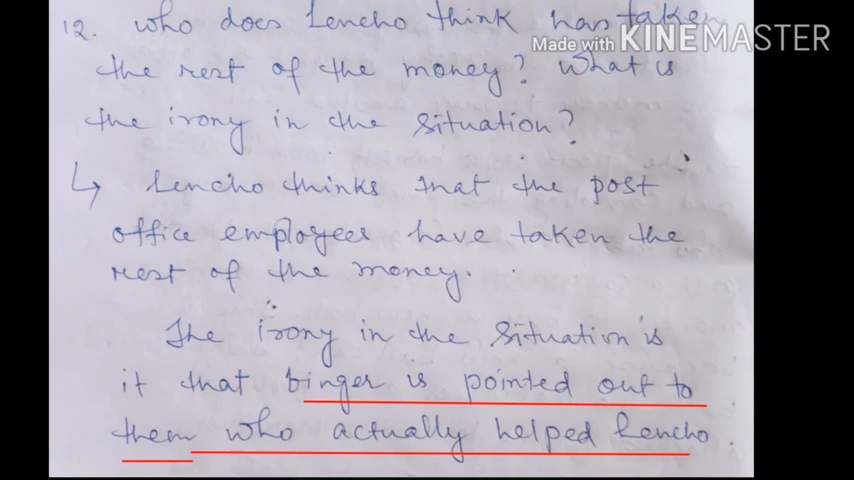 Made with KINEMASTER
12. who does Lencho think has taken
the rest of the money? What is
the irony in the situation?
↳ Lencho thinks that the post
office employees have taken the
rest of the money.
The irony in the situation is
it that finger is pointed out to
them who actually helped Lencho